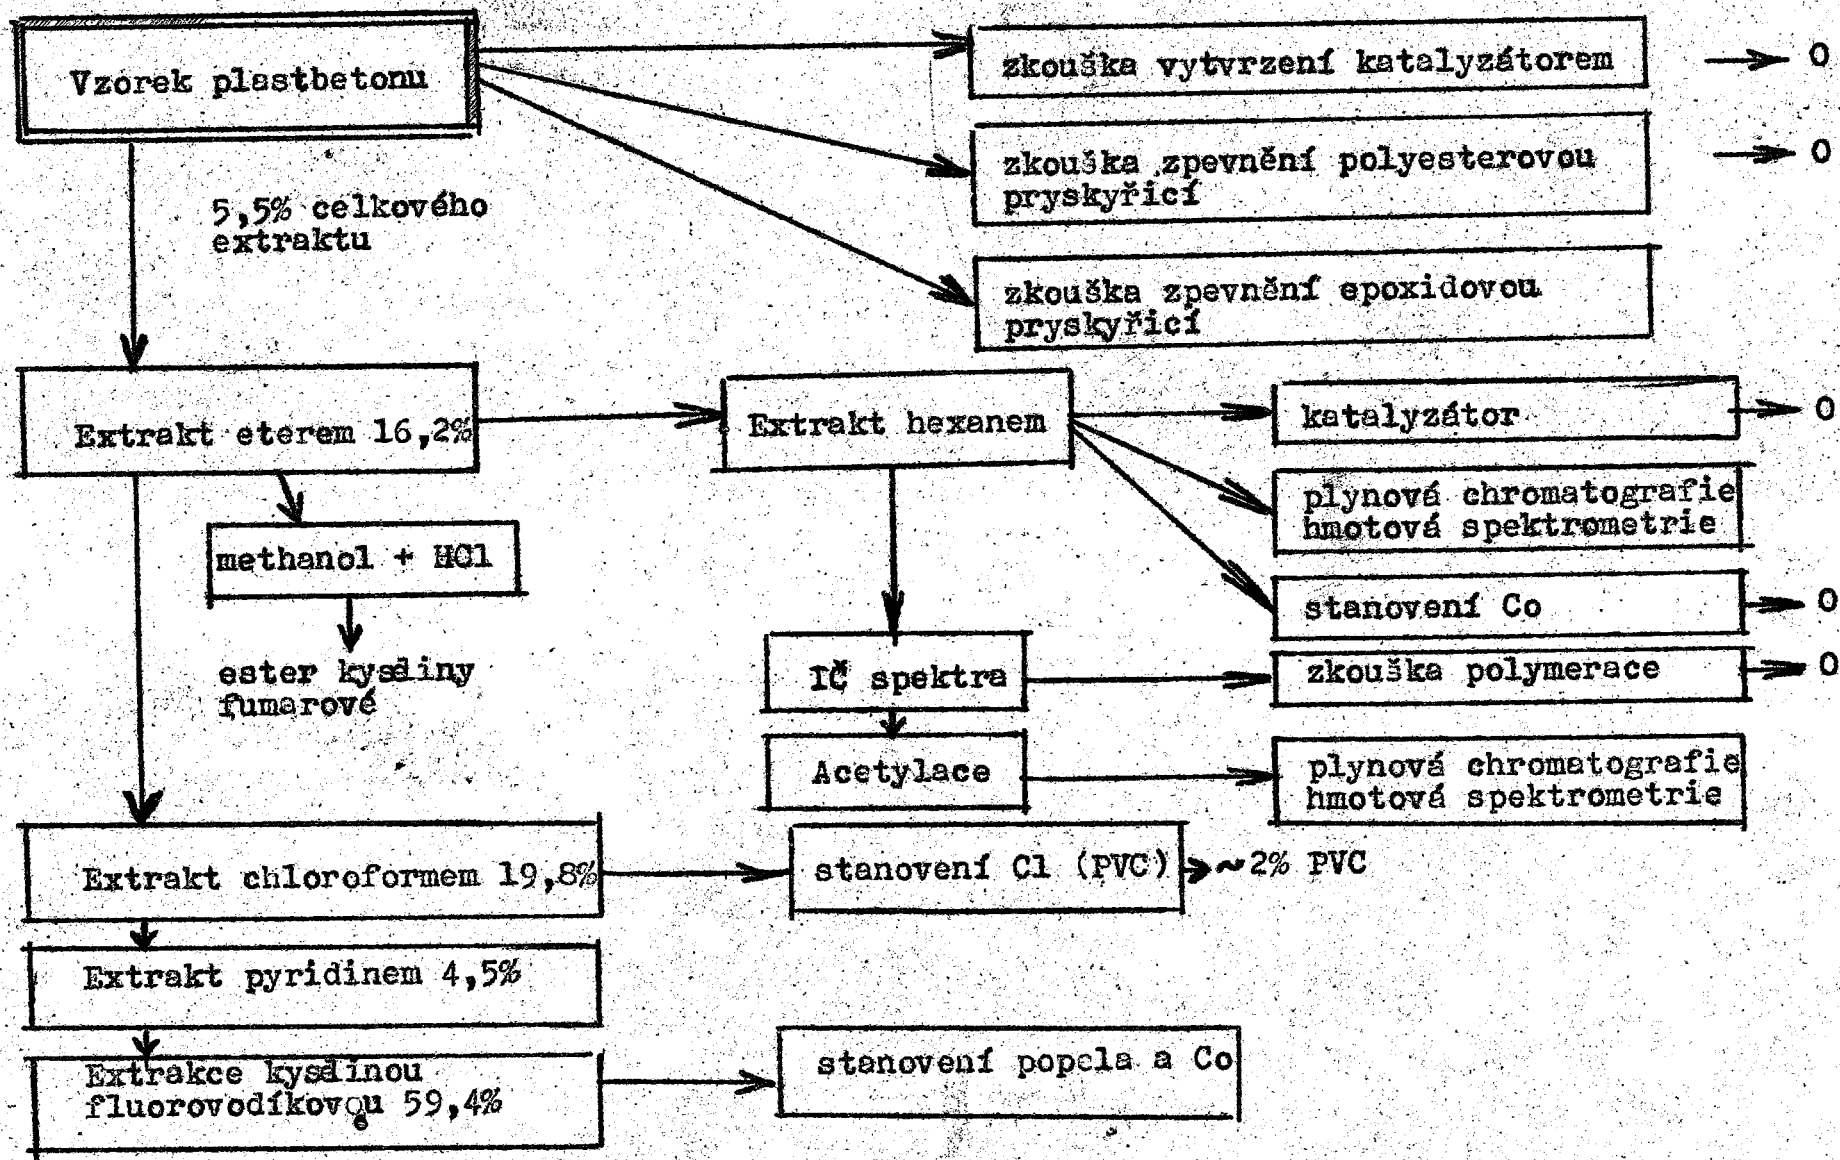 Vzorek plastbetonu
zkouška vytvrzení katalyzátorem
0
zkouška zpevnění polyesterovou
pryskyřicí
0
5,5% celkového
extraktu
zkouška zpevnění epoxidovou
pryskyřicí
Extrakt eterem 16,2%
Extrakt hexanem
katalyzátor
0
plynová chromatografie
hmotová spektrometrie
methanol + HCl
stanovení Co
0
ester kyseliny
fumarové
IČ spektra
zkouška polymerace
0
Acetylace
plynová chromatografie
hmotová spektrometrie
Extrakt chloroformem 19,8%
stanovení Cl (PVC)
~2% PVC
Extrakt pyridinem 4,5%
Extrakce kyselinou
fluorovodíkovou 59,4%
stanovení popela a Co